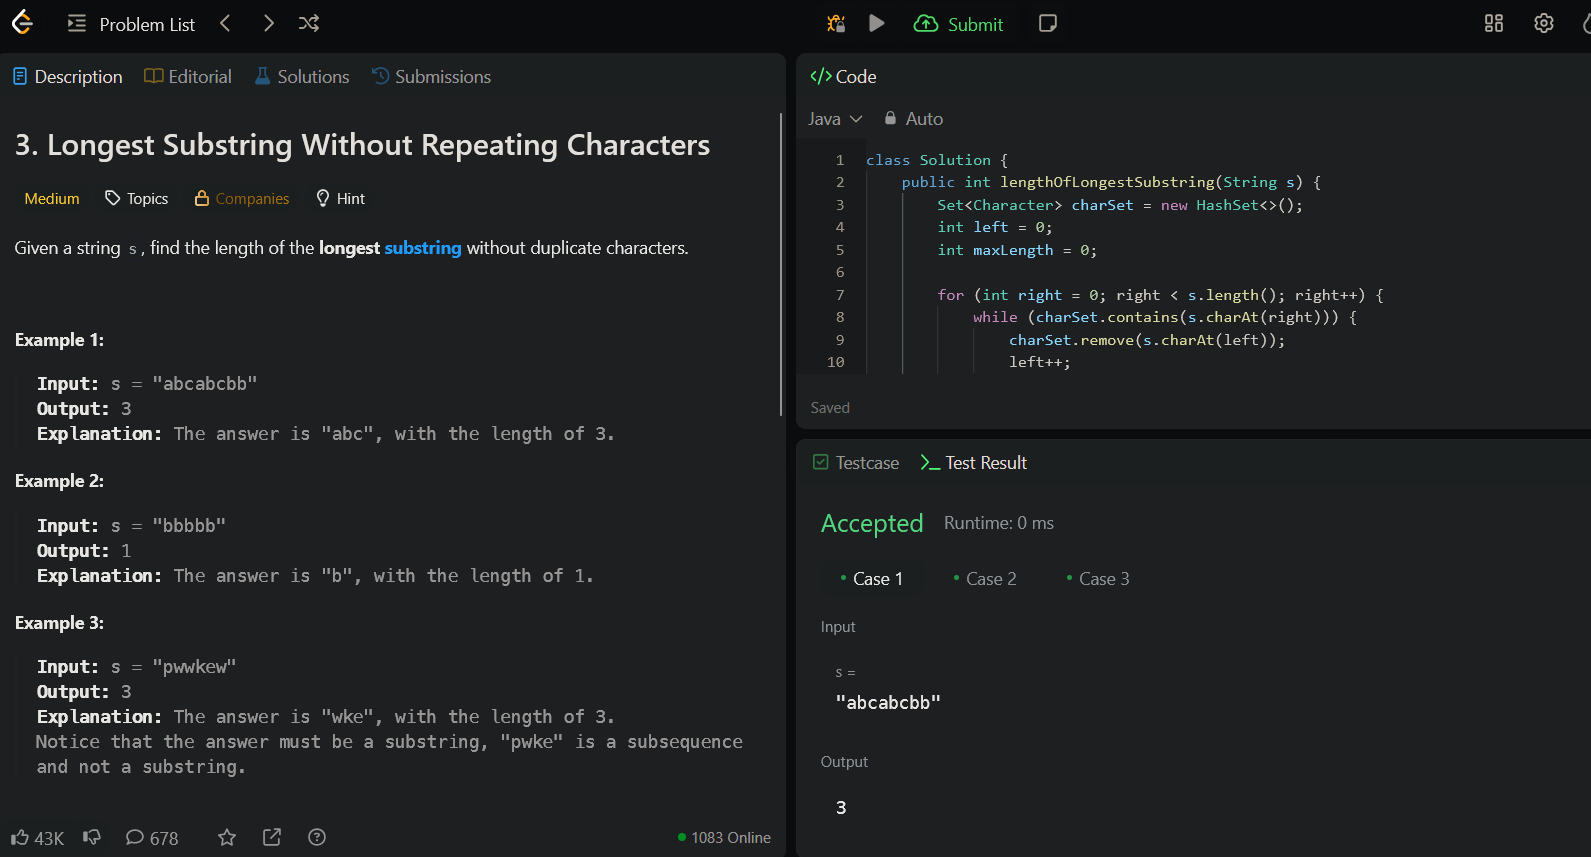 Problem List
Submit
Description Editorial Solutions Submissions
3. Longest Substring Without Repeating Characters
Medium Topics Companies Hint
Given a string s, find the length of the longest substring without duplicate characters.
Example 1:
Input: s = "abcabcbb"
Output: 3
Explanation: The answer is "abc", with the length of 3.
Example 2:
Input: s = "bbbbb"
Output: 1
Explanation: The answer is "b", with the length of 1.
Example 3:
Input: s = "pwwkew"
Output: 3
Explanation: The answer is "wke", with the length of 3.
Notice that the answer must be a substring, "pwke" is a subsequence
and not a substring.
43K 678 1083 Online
</> Code
Java Auto
1 class Solution {
2 public int lengthOfLongestSubstring(String s) {
3 Set<Character> charSet = new HashSet<>();
4 int left = 0;
5 int maxLength = 0;
6
7 for (int right = 0; right < s.length(); right++) {
8 while (charSet.contains(s.charAt(right))) {
9 charSet.remove(s.charAt(left));
10 left++;
Saved
Testcase >_ Test Result
Accepted Runtime: 0 ms
• Case 1 • Case 2 • Case 3
Input
s =
"abcabcbb"
Output
3